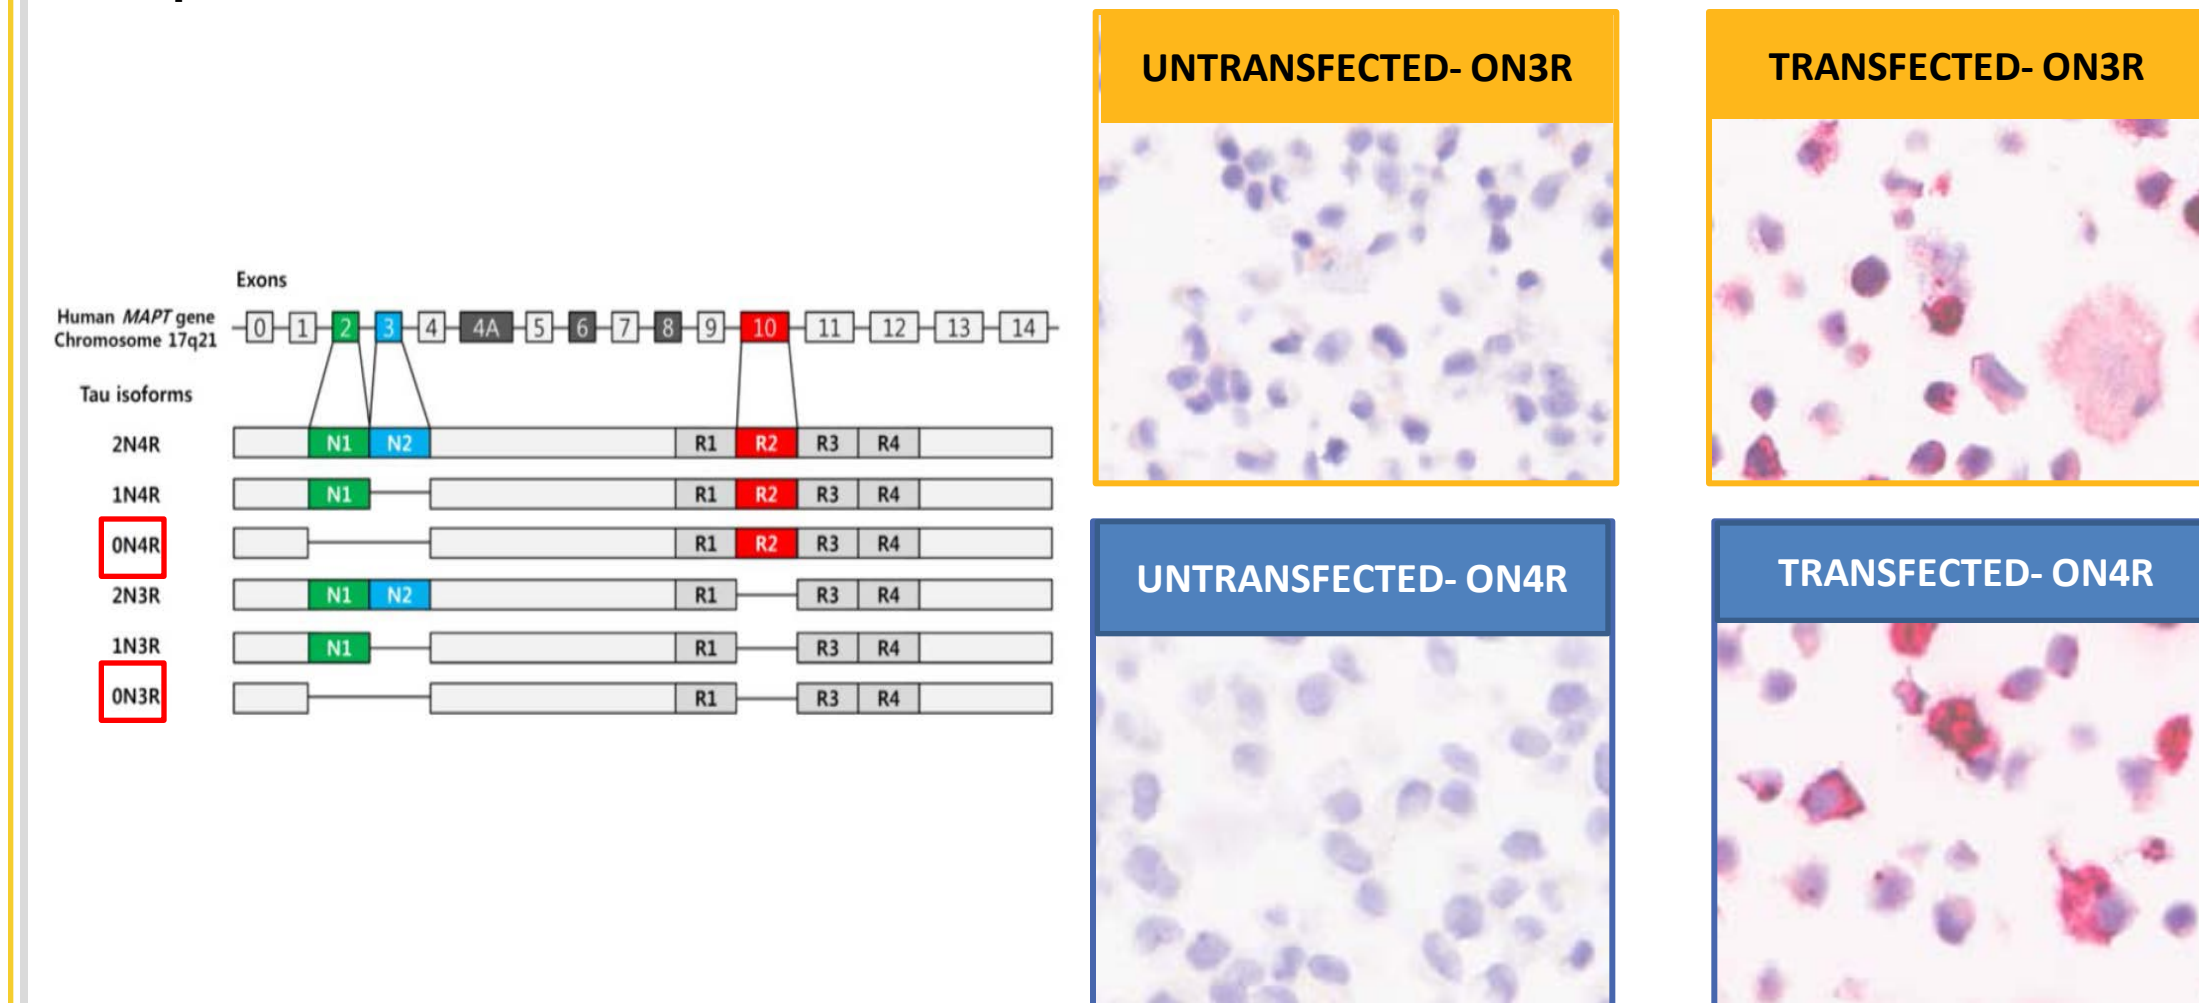 Exons
Human MAPT gene
Chromosome 17q21
0 1 2 3 4 4A 5 6 7 8 9 10 11 12 13 14
Tau isoforms
2N4R N1 N2 R1 R2 R3 R4
1N4R N1 R1 R2 R3 R4
0N4R R1 R2 R3 R4
2N3R N1 N2 R1 R3 R4
1N3R N1 R1 R3 R4
0N3R R1 R3 R4
UNTRANSFECTED- ON3R
TRANSFECTED- ON3R
UNTRANSFECTED- ON4R
TRANSFECTED- ON4R